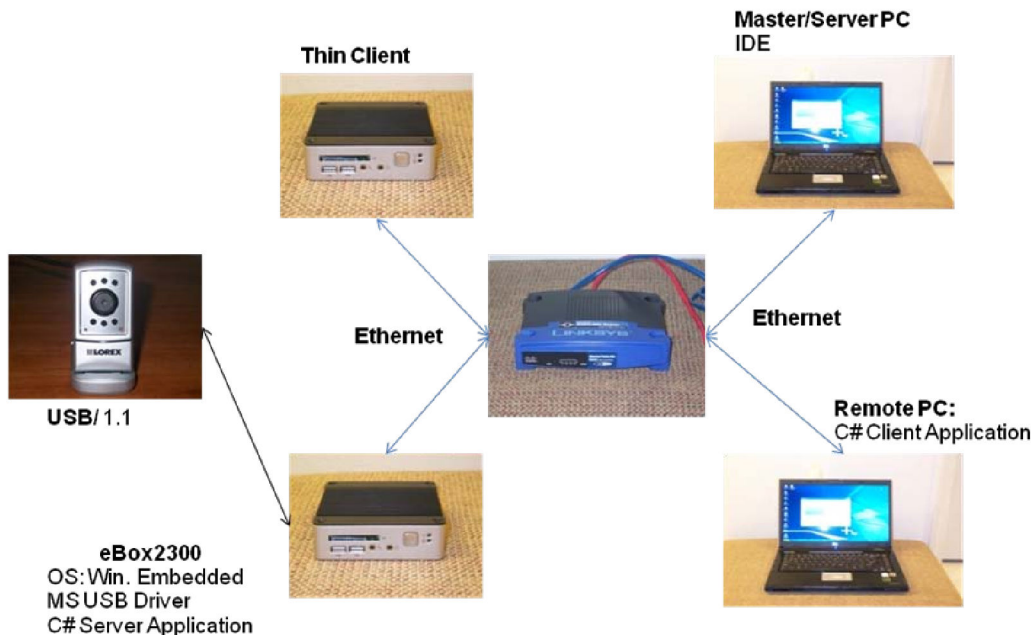 Master/Server PC
IDE
Thin Client
LINKSYS
Ethernet
Ethernet
LOREX
USB/ 1.1
Remote PC:
C# Client Application
eBox2300
OS: Win. Embedded
MS USB Driver
C# Server Application